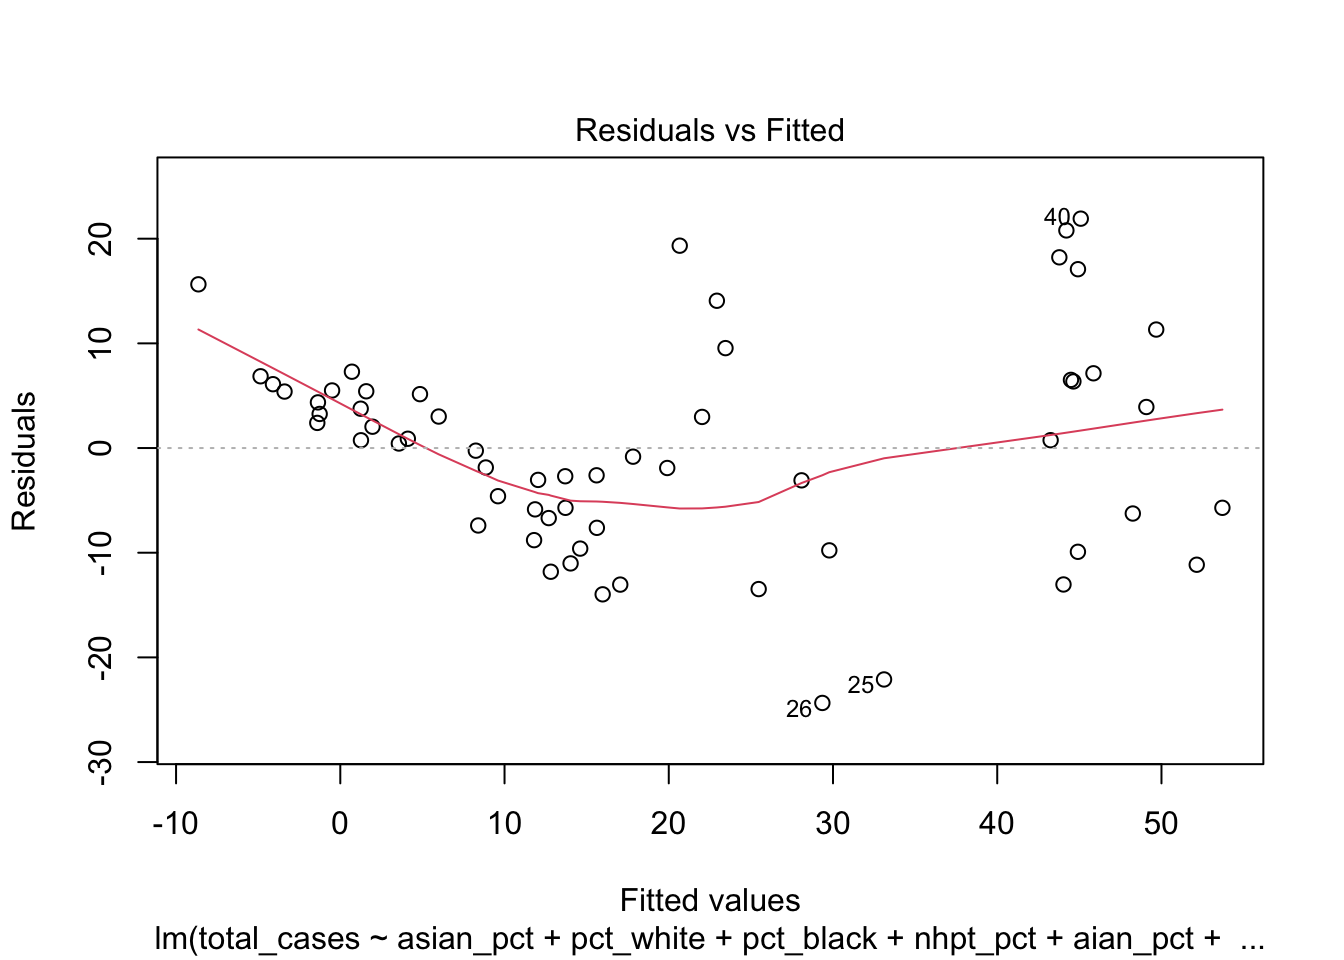 Residuals vs Fitted
Residuals
20
10
0
-10
-20
-30
40
25
26
-10 0 10 20 30 40 50
Fitted values
lm(total_cases ~ asian_pct + pct_white + pct_black + nhpt_pct + aian_pct + ...